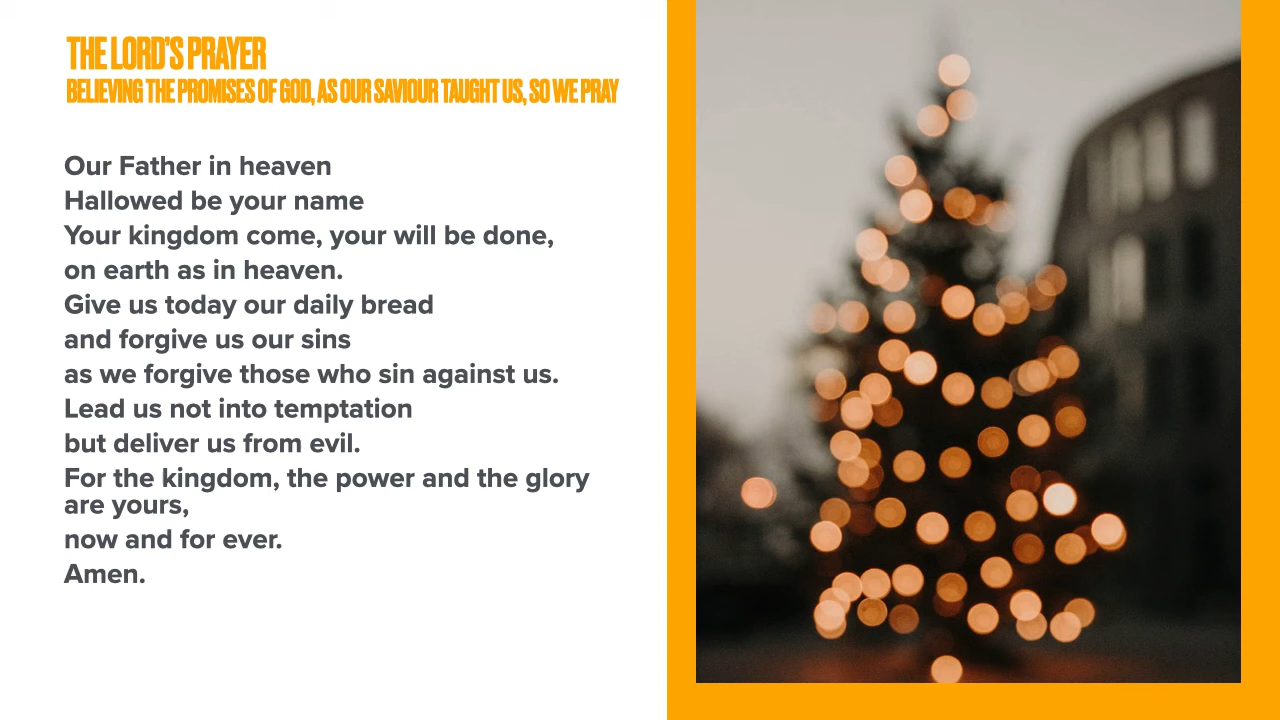 THE LORD'S PRAYER
BELIEVING THE PROMISES OF GOD, AS OUR SAVIOUR TAUGHT US, SO WE PRAY
Our Father in heaven
Hallowed be your name
Your kingdom come, your will be done,
on earth as in heaven.
Give us today our daily bread
and forgive us our sins
as we forgive those who sin against us.
Lead us not into temptation
but deliver us from evil.
For the kingdom, the power and the glory
are yours,
now and for ever.
Amen.